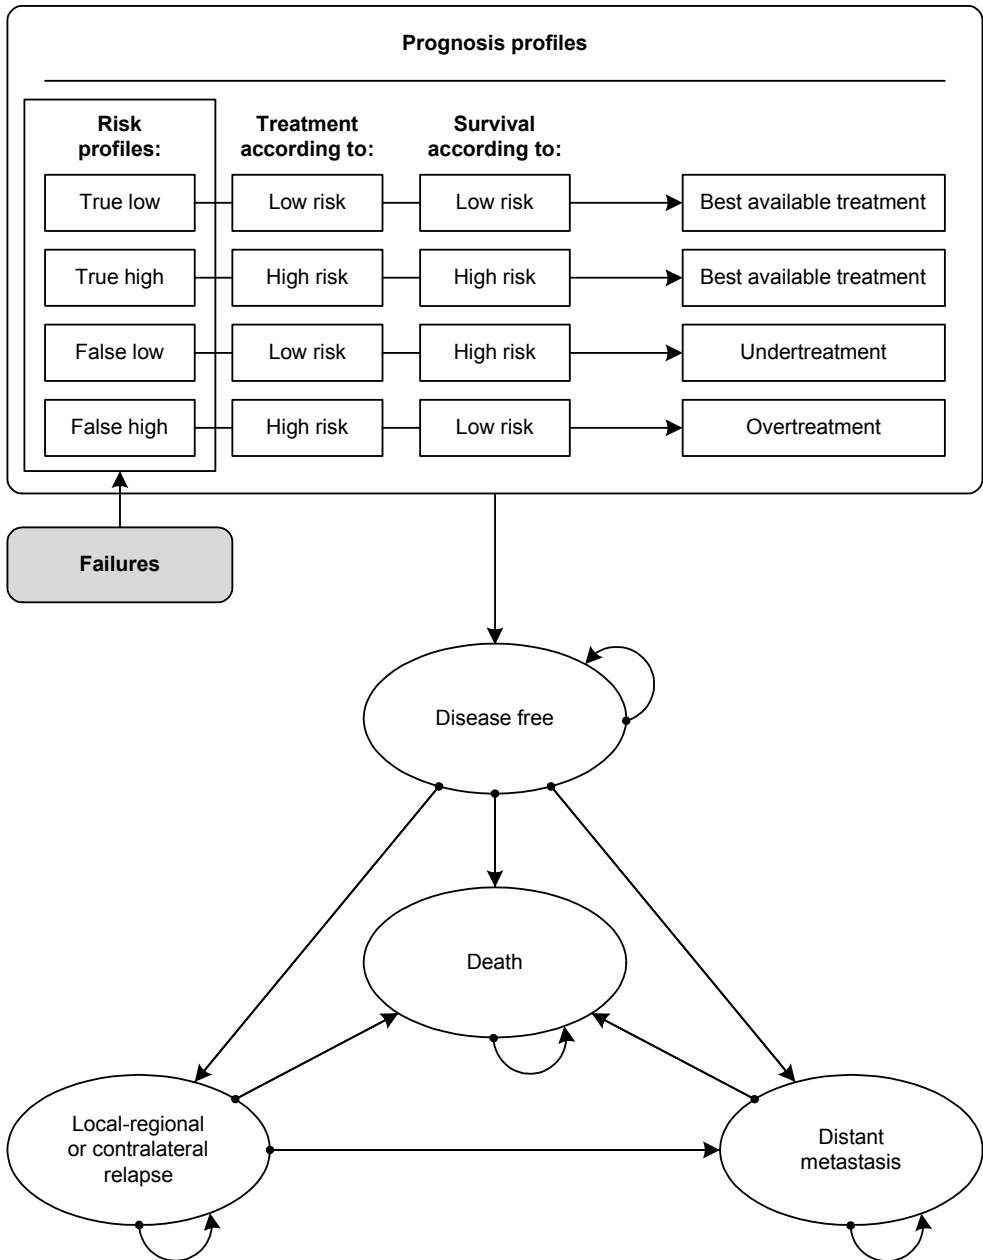 Prognosis profiles
Risk
profiles:
Treatment
according to:
Survival
according to:
True low
Low risk
Low risk
Best available treatment
True high
High risk
High risk
Best available treatment
False low
Low risk
High risk
Undertreatment
False high
High risk
Low risk
Overtreatment
Failures
Disease free
Death
Local-regional
or contralateral
relapse
Distant
metastasis